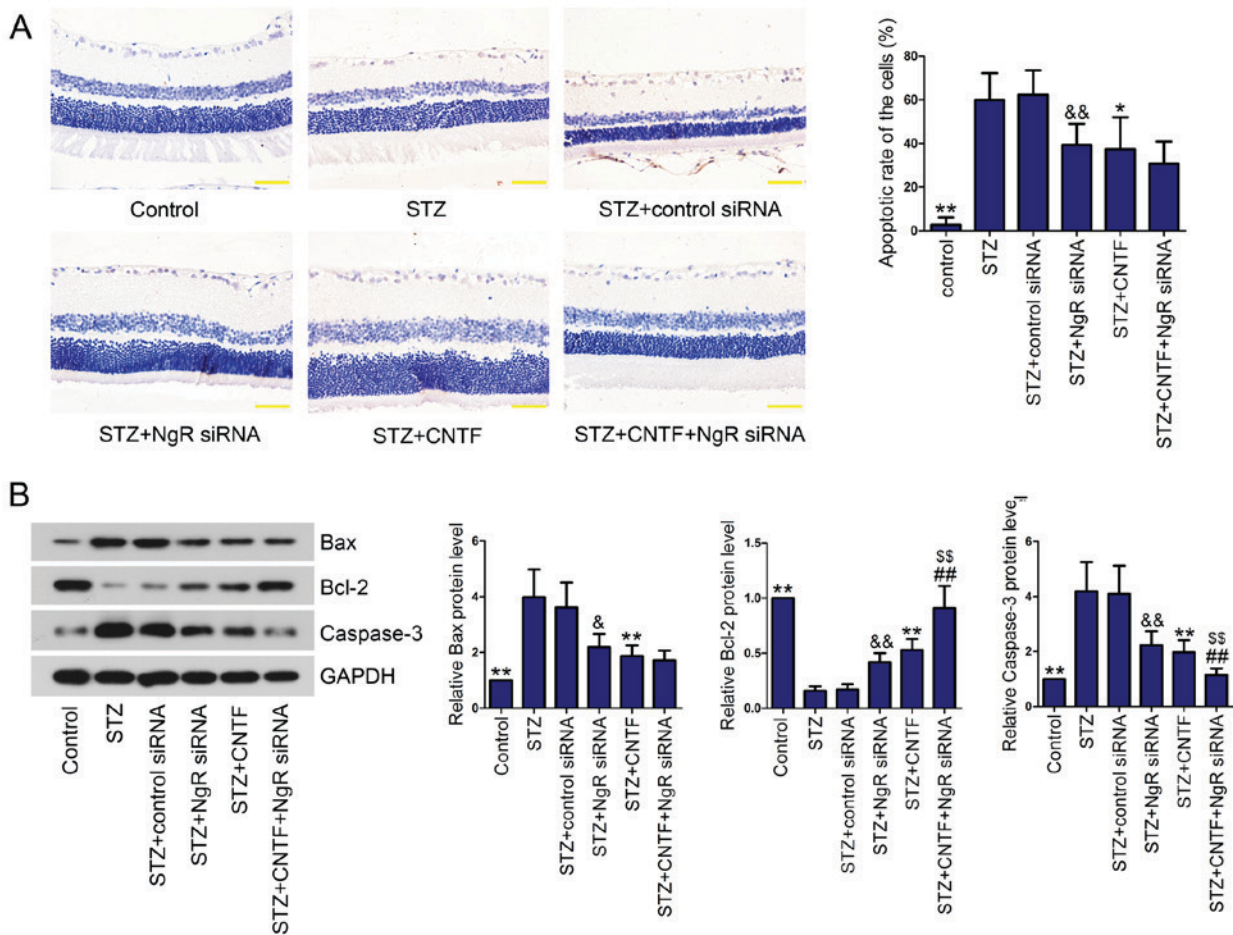 A
Control
STZ
STZ+control siRNA
STZ+NgR siRNA
STZ+CNTF
STZ+CNTF+NgR siRNA
Apoptotic rate of the cells (%)
80
60
40
20
0
**
&&
*
control
STZ
STZ+control siRNA
STZ+NgR siRNA
STZ+CNTF
STZ+CNTF+NgR siRNA
B
Bax
Bcl-2
Caspase-3
GAPDH
Control
STZ
STZ+control siRNA
STZ+NgR siRNA
STZ+CNTF
STZ+CNTF+NgR siRNA
Relative Bax protein level
6
4
2
0
**
&
**
Control
STZ
STZ+control siRNA
STZ+NgR siRNA
STZ+CNTF
STZ+CNTF+NgR siRNA
Relative Bcl-2 protein level
1.5
1.0
0.5
0.0
**
&&
**
$$
##
Control
STZ
STZ+control siRNA
STZ+NgR siRNA
STZ+CNTF
STZ+CNTF+NgR siRNA
Relative Caspase-3 protein level
6
4
2
0
**
&&
**
$$
##
Control
STZ
STZ+control siRNA
STZ+NgR siRNA
STZ+CNTF
STZ+CNTF+NgR siRNA